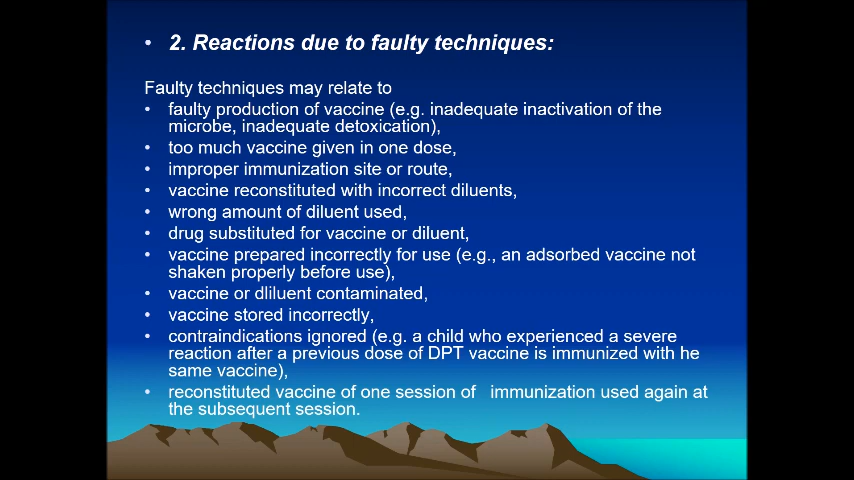 • 2. Reactions due to faulty techniques:
Faulty techniques may relate to
• faulty production of vaccine (e.g. inadequate inactivation of the
microbe, inadequate detoxication),
• too much vaccine given in one dose,
• improper immunization site or route,
• vaccine reconstituted with incorrect diluents,
• wrong amount of diluent used,
• drug substituted for vaccine or diluent,
• vaccine prepared incorrectly for use (e.g., an adsorbed vaccine not
shaken properly before use),
• vaccine or dliluent contaminated,
• vaccine stored incorrectly,
• contraindications ignored (e.g. a child who experienced a severe
reaction after a previous dose of DPT vaccine is immunized with he
same vaccine),
• reconstituted vaccine of one session of immunization used again at
the subsequent session.